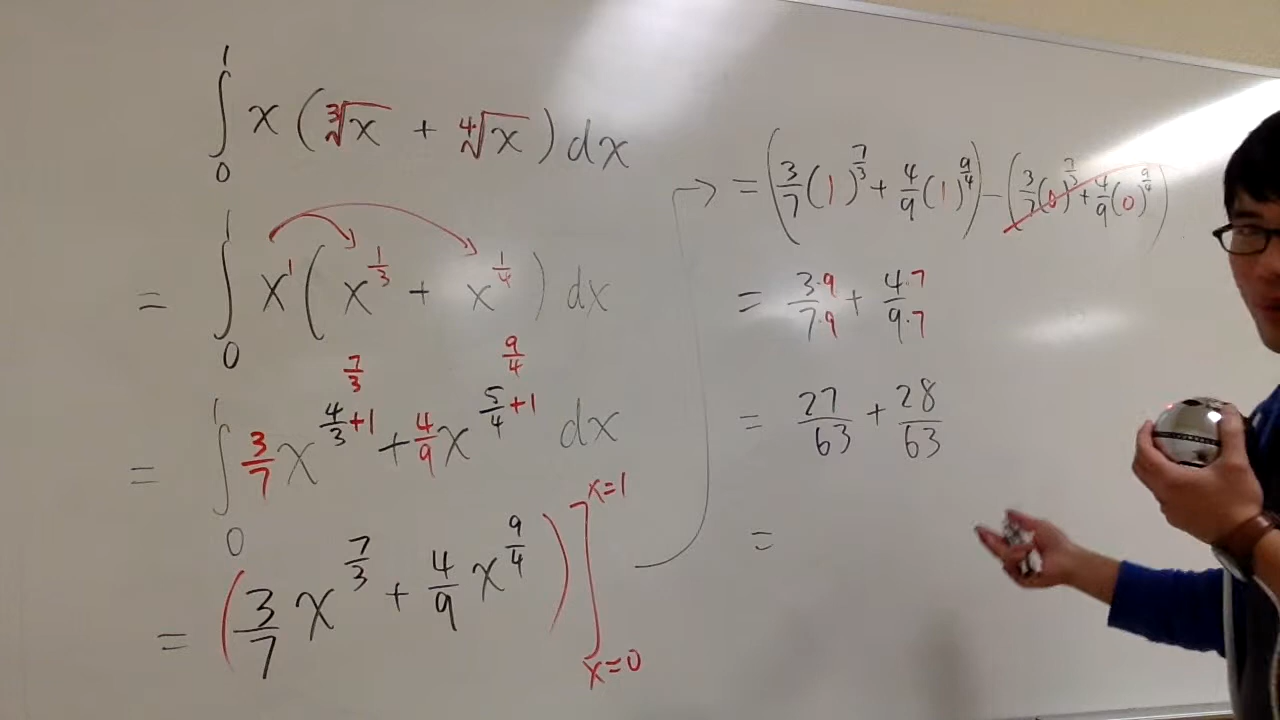 ∫₀¹ x (∛x + ∜x) dx
= ∫₀¹ x¹ (x^(1/3) + x^(1/4)) dx
7/3 9/4
= ∫₀¹ 3/7 x^(4/3 +1) + 4/9 x^(5/4 +1) dx
= (3/7 x^(7/3) + 4/9 x^(9/4)) ] x=1 x=0
= (3/7 (1)^(7/3) + 4/9 (1)^(9/4)) − (3/7 (0)^(7/3) + 4/9 (0)^(9/4))
= 3·9/7·9 + 4·7/9·7
= 27/63 + 28/63
=